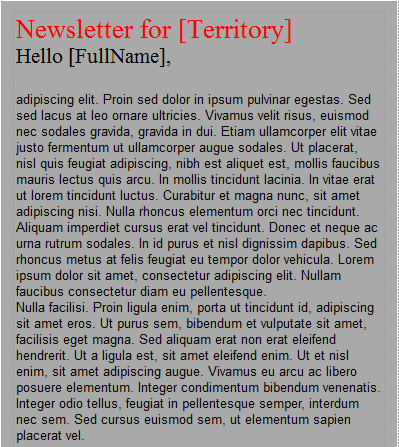 Newsletter for [Territory]
Hello [FullName],
adipiscing elit. Proin sed dolor in ipsum pulvinar egestas. Sed
sed lacus at leo ornare ultricies. Vivamus velit risus, euismod
nec sodales gravida, gravida in dui. Etiam ullamcorper elit vitae
justo fermentum ut ullamcorper augue sodales. Ut placerat,
nisl quis feugiat adipiscing, nibh est aliquet est, mollis faucibus
mauris lectus quis arcu. In mollis tincidunt lacinia. In vitae erat
ut lorem tincidunt luctus. Curabitur et magna nunc, sit amet
adipiscing nisi. Nulla rhoncus elementum orci nec tincidunt.
Aliquam imperdiet cursus erat vel tincidunt. Donec et neque ac
urna rutrum sodales. In id purus et nisl dignissim dapibus. Sed
rhoncus metus at felis feugiat eu tempor dolor vehicula. Lorem
ipsum dolor sit amet, consectetur adipiscing elit. Nullam
faucibus consectetur diam eu pellentesque.
Nulla facilisi. Proin ligula enim, porta ut tincidunt id, adipiscing
sit amet eros. Ut purus sem, bibendum et vulputate sit amet,
facilisis eget magna. Sed aliquam erat non erat eleifend
hendrerit. Ut a ligula est, sit amet eleifend enim. Ut et nisl
enim, sit amet adipiscing augue. Vivamus eu arcu ac libero
posuere elementum. Integer condimentum bibendum venenatis.
Integer odio tellus, feugiat in pellentesque semper, interdum
nec sem. Sed cursus euismod sem, ut elementum sapien
placerat vel.